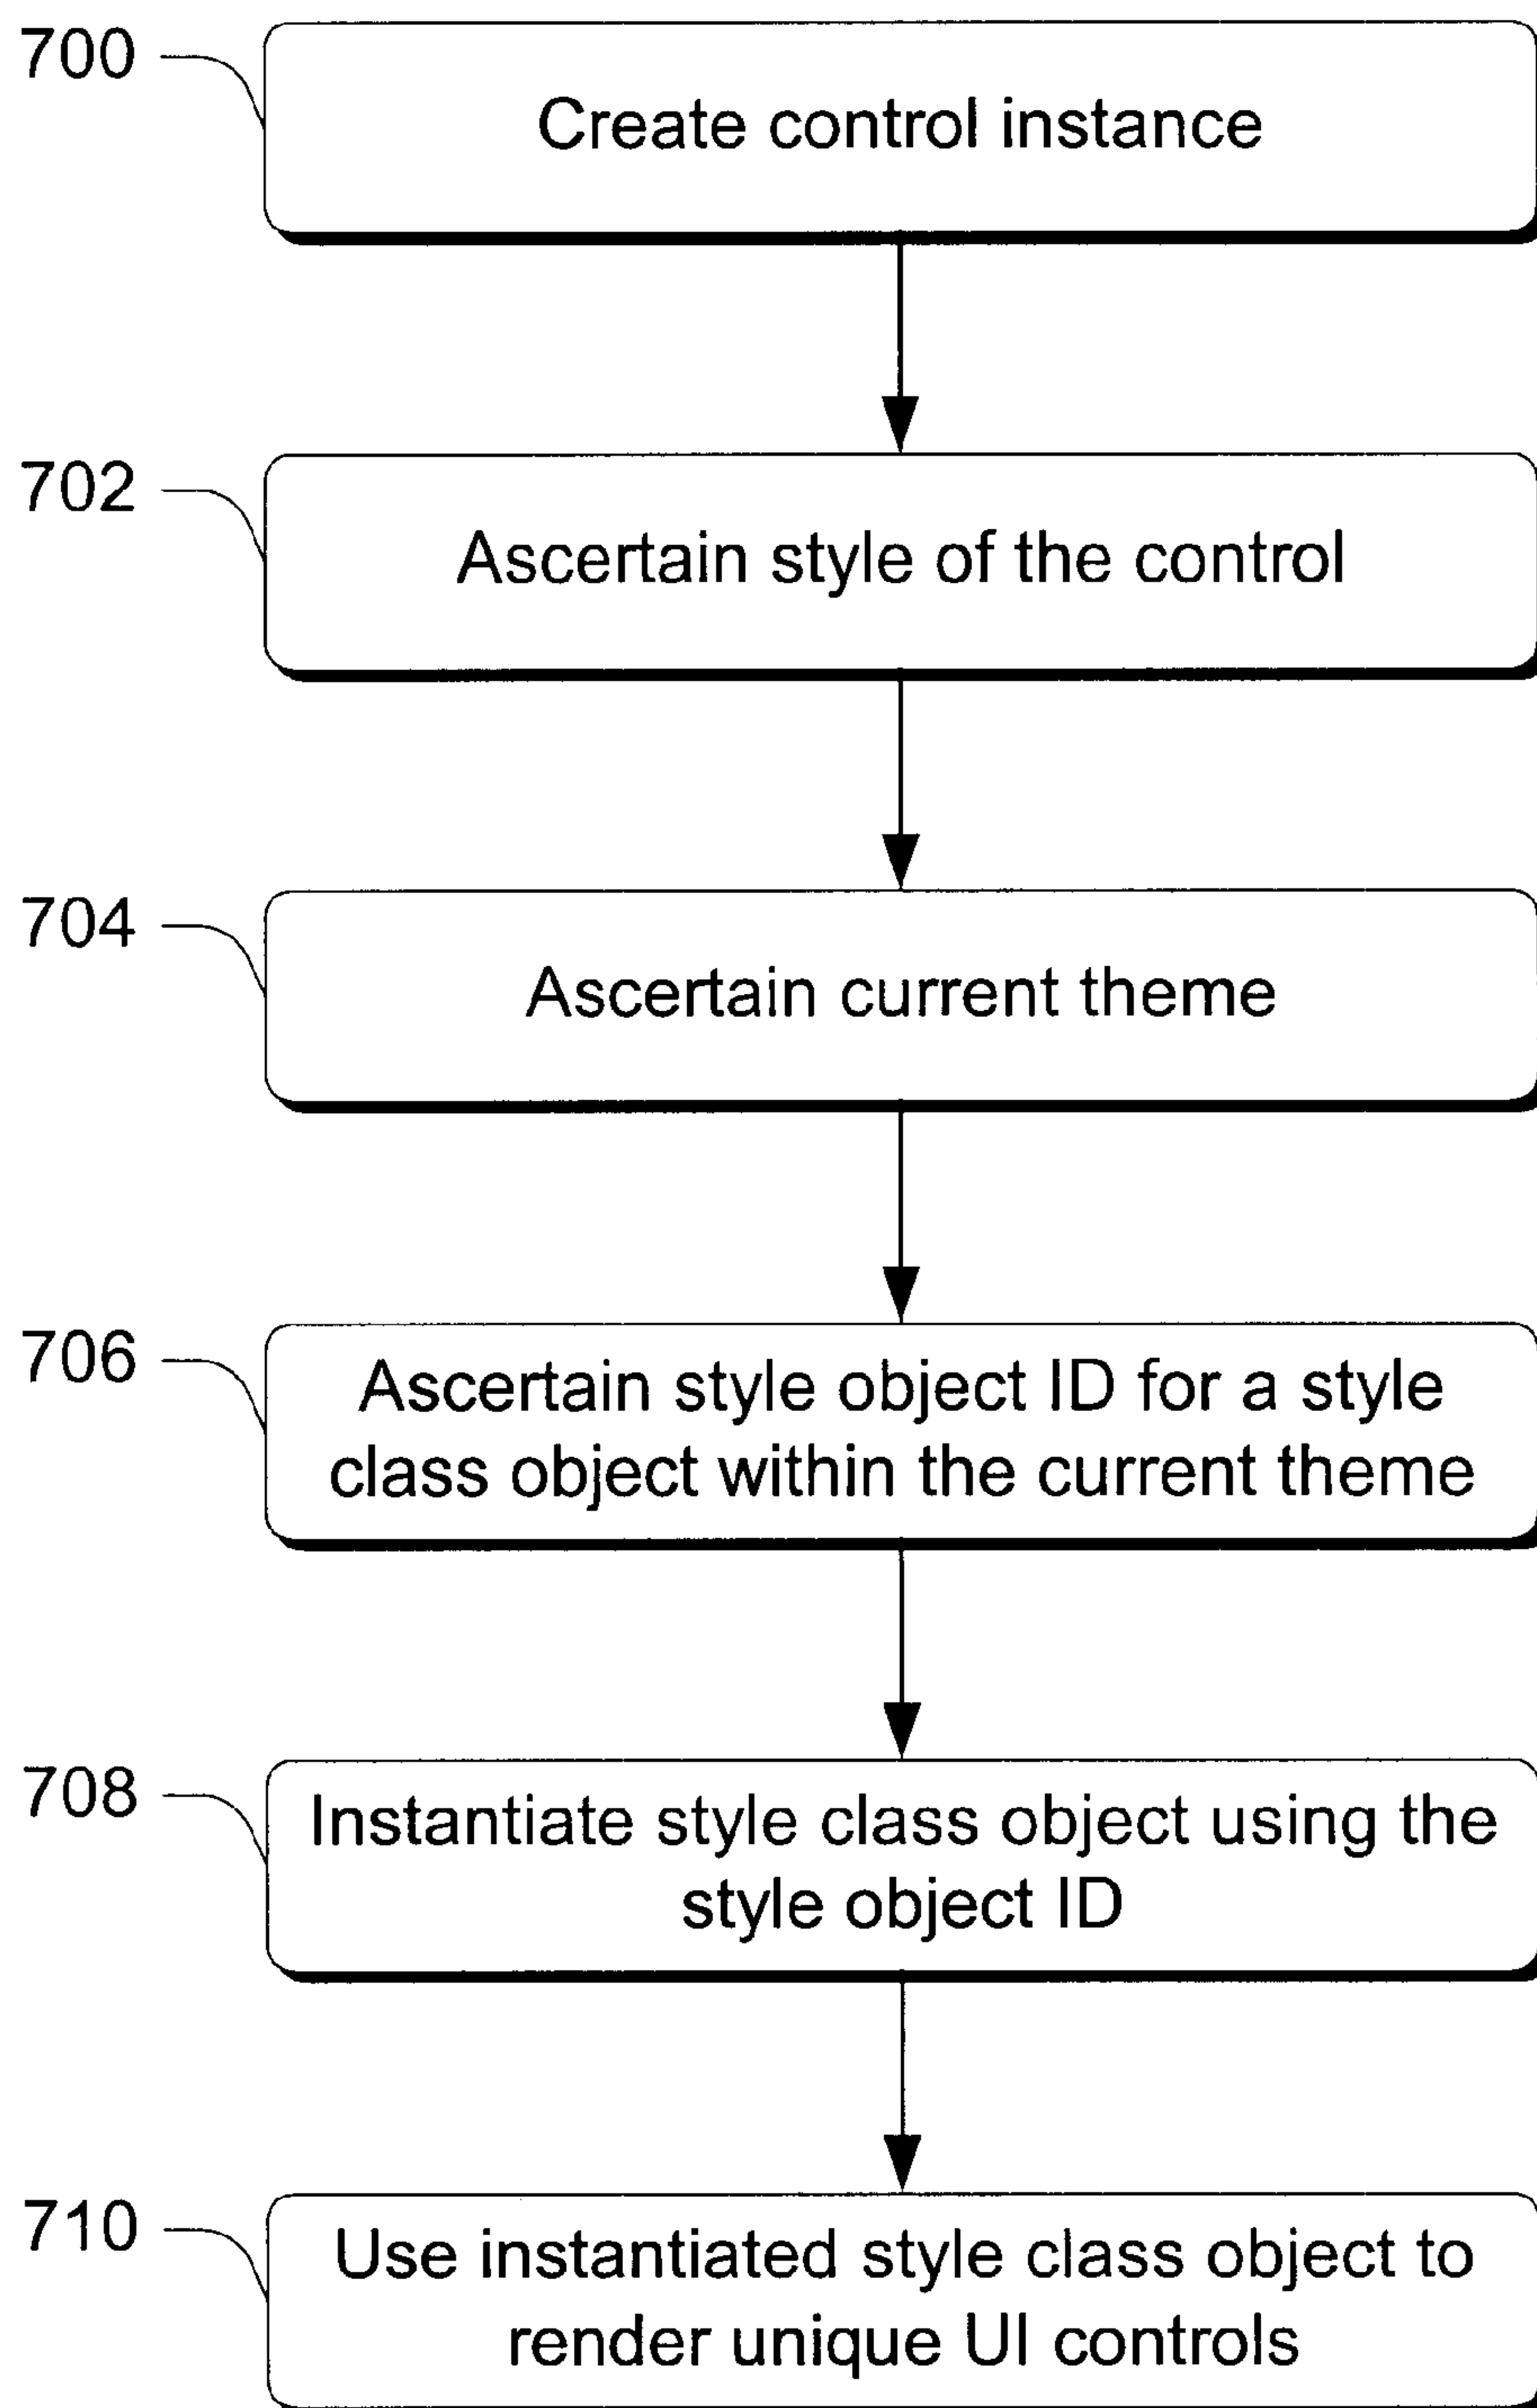 700
Create control instance
702
Ascertain style of the control
704
Ascertain current theme
706
Ascertain style object ID for a style
class object within the current theme
708
Instantiate style class object using the
style object ID
710
Use instantiated style class object to
render unique UI controls